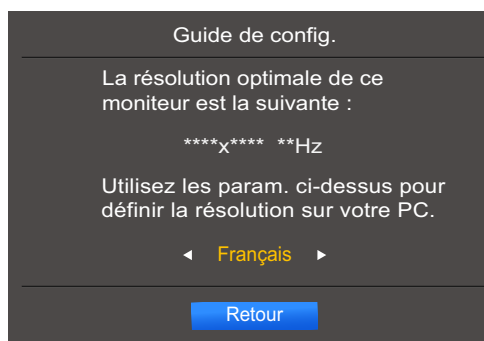 Guide de config.
La résolution optimale de ce
moniteur est la suivante :
****x**** **Hz
Utilisez les param. ci-dessus pour
définir la résolution sur votre PC.
Français
Retour